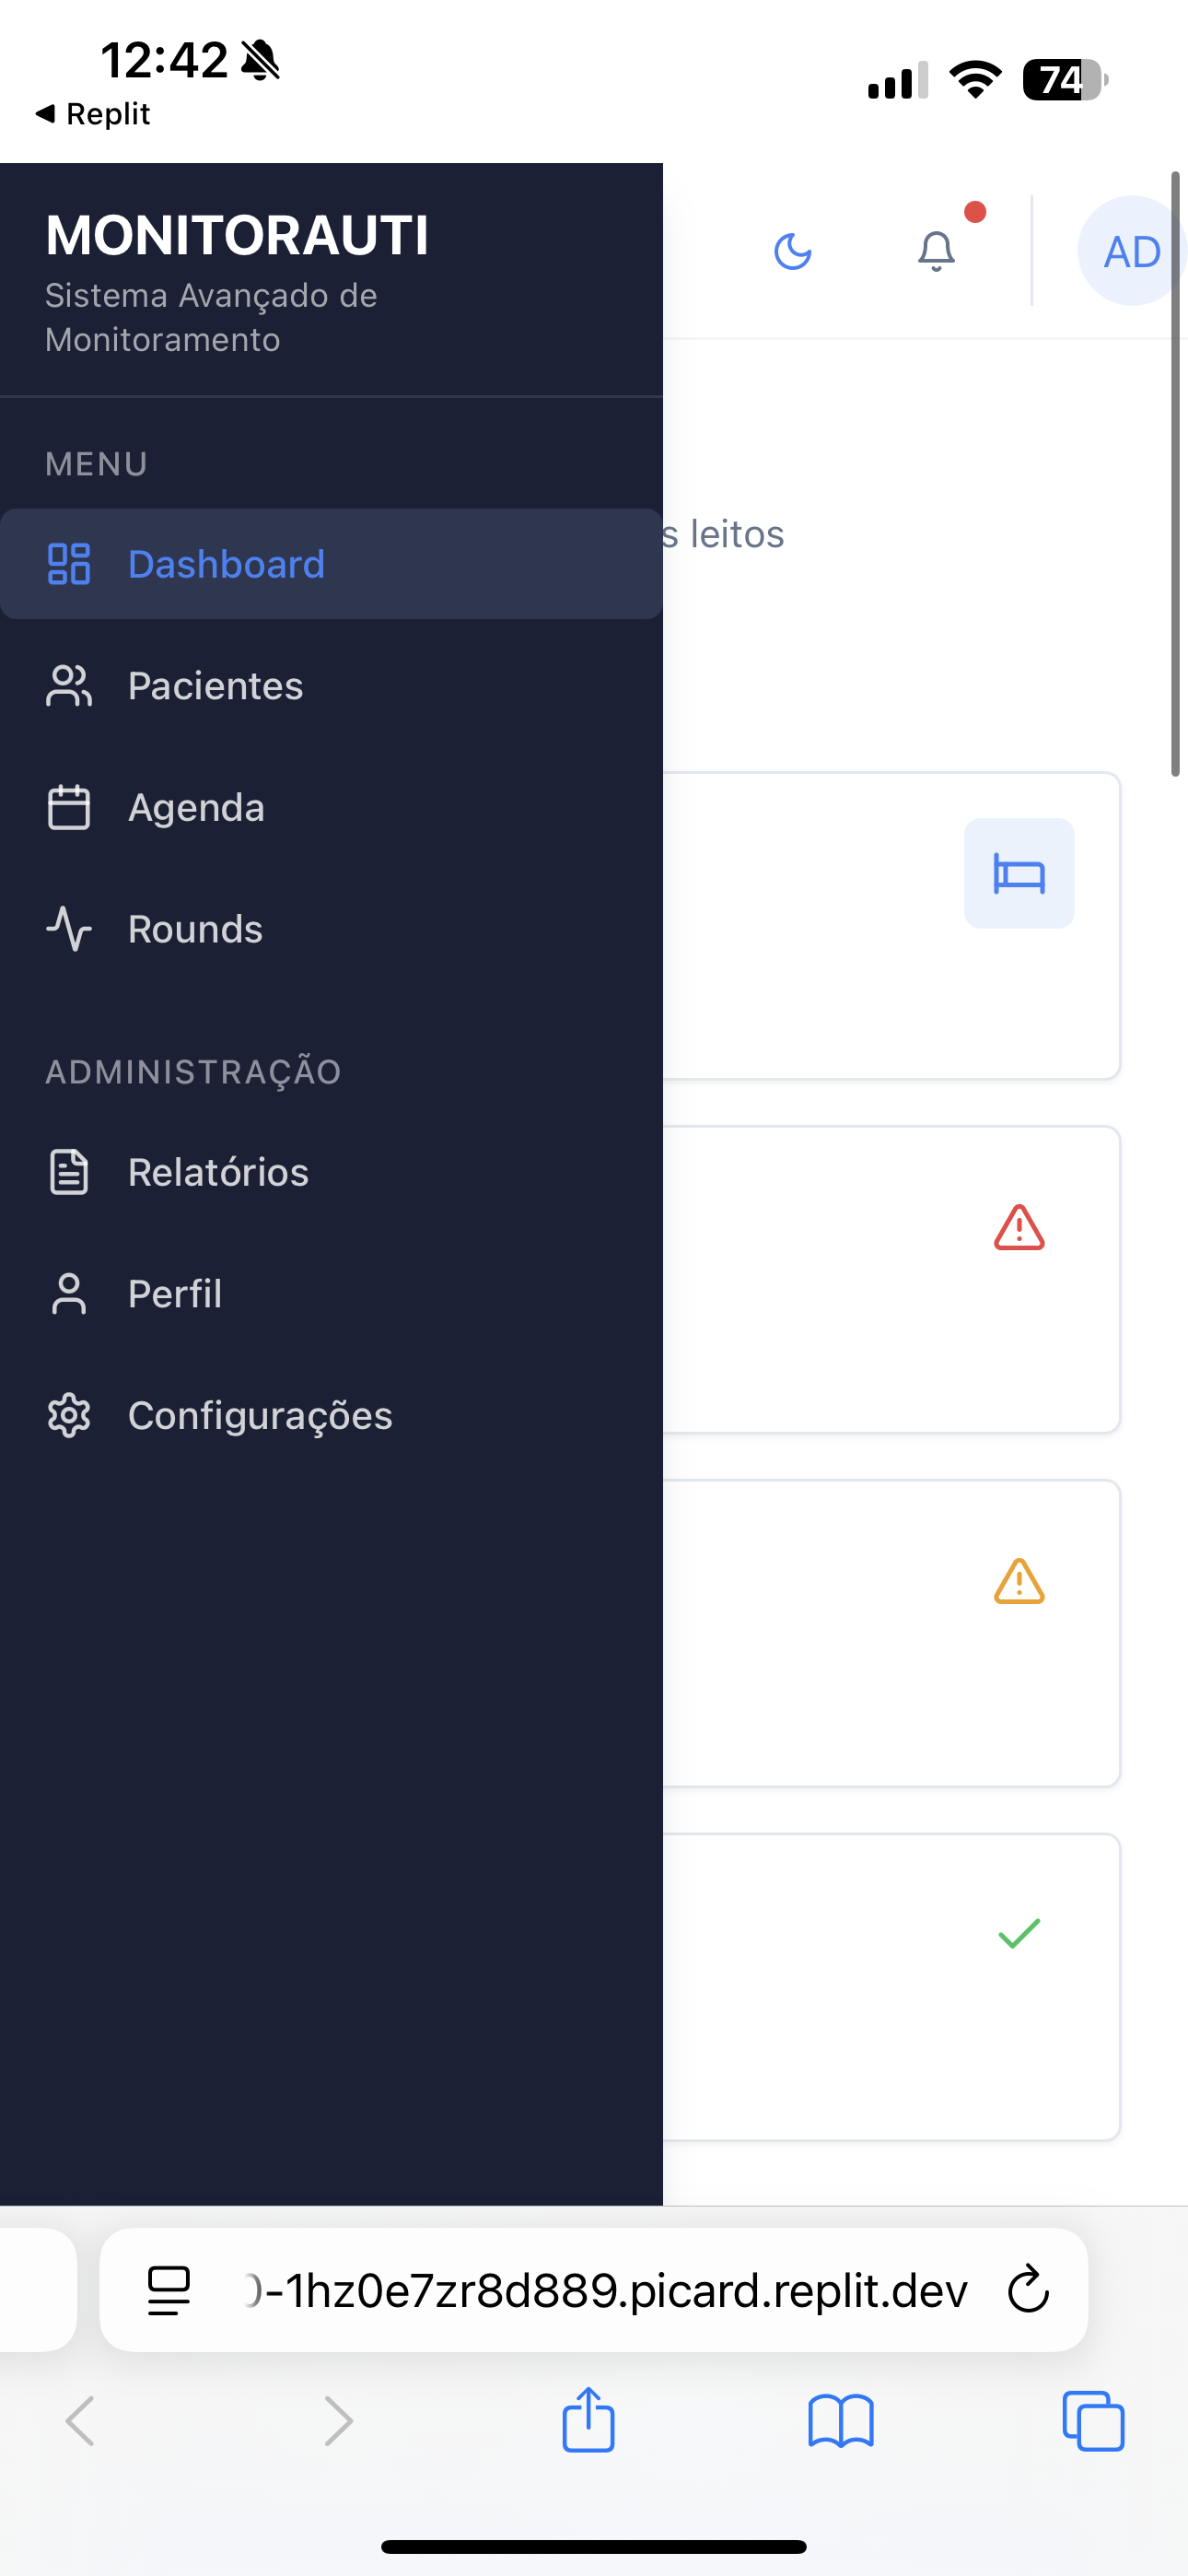 12:42
74
Replit
MONITORAUTI
Sistema Avançado de
Monitoramento
AD
MENU
Dashboard
s leitos
Pacientes
Agenda
Rounds
ADMINISTRAÇÃO
Relatórios
Perfil
Configurações
-1hz0e7zr8d889.picard.replit.dev